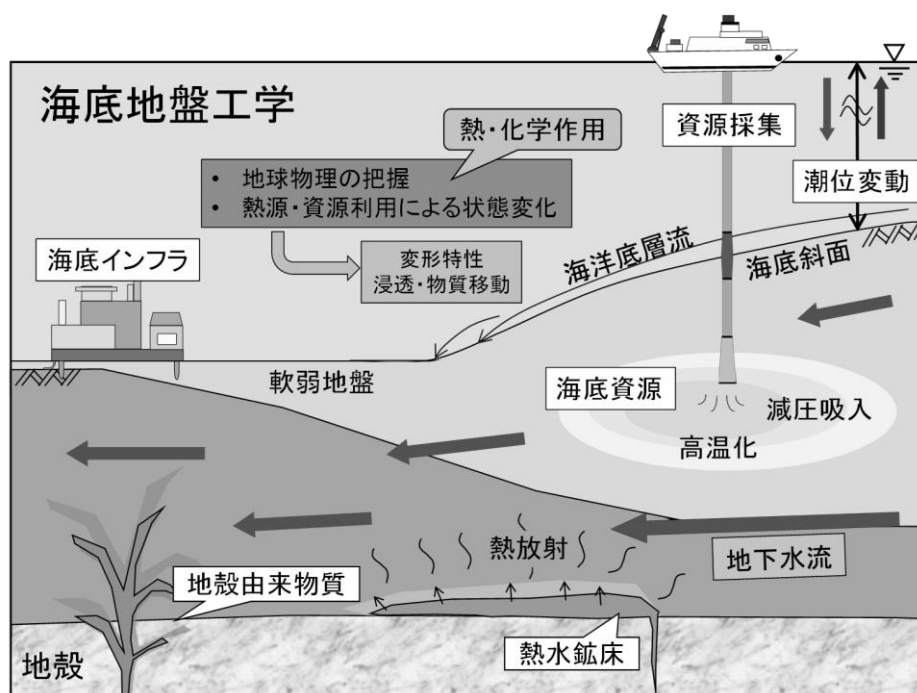 海底地盤工学
熱・化学作用
• 地球物理の把握
• 熱源・資源利用による状態変化
変形特性
浸透・物質移動
資源採集
潮位変動
海底インフラ
海洋底層流
海底斜面
軟弱地盤
海底資源
減圧吸入
高温化
熱放射
地下水流
地殻由来物質
熱水鉱床
地殻